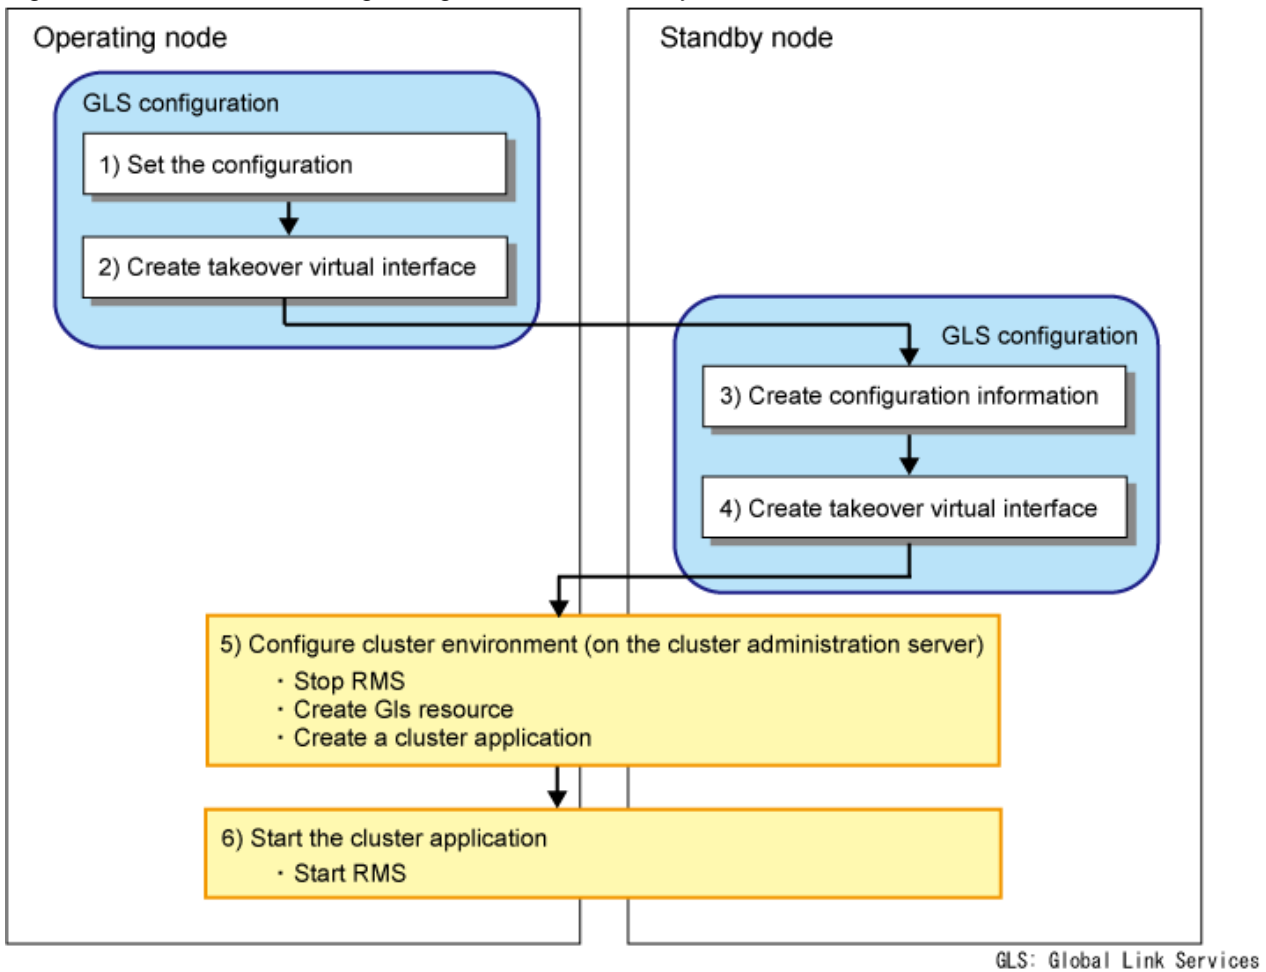 Operating node
Standby node
GLS configuration
1) Set the configuration
2) Create takeover virtual interface
GLS configuration
3) Create configuration information
4) Create takeover virtual interface
5) Configure cluster environment (on the cluster administration server)
・Stop RMS
・Create Gls resource
・Create a cluster application
6) Start the cluster application
・Start RMS
GLS: Global Link Services